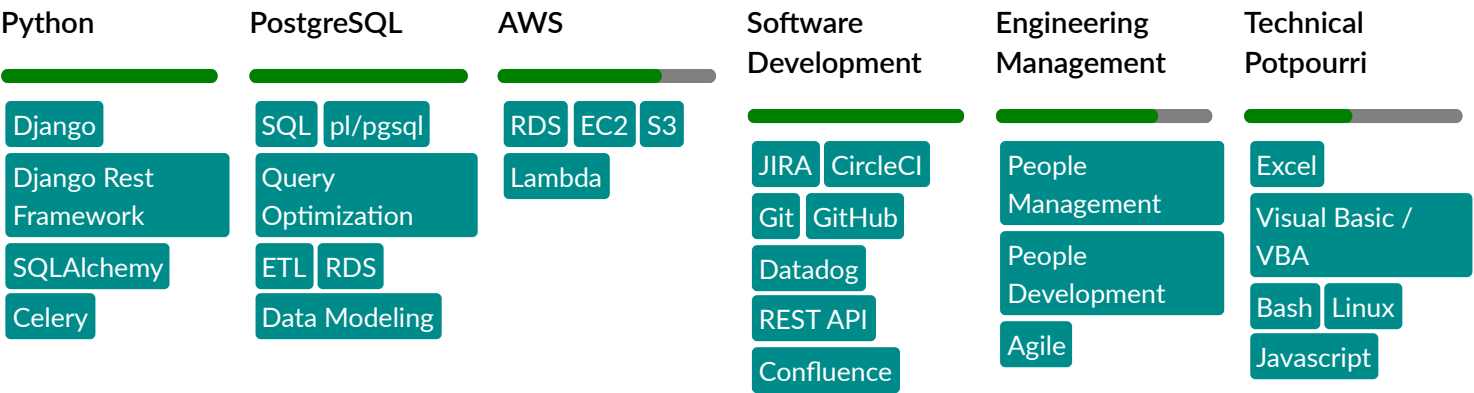 Python
Django
Django Rest
Framework
SQLAlchemy
Celery
PostgreSQL
SQL pl/pgsql
Query
Optimization
ETL RDS
Data Modeling
AWS
RDS EC2 S3
Lambda
Software
Development
JIRA CircleCI
Git GitHub
Datadog
REST API
Confluence
Engineering
Management
People
Management
People
Development
Agile
Technical
Potpourri
Excel
Visual Basic /
VBA
Bash Linux
Javascript